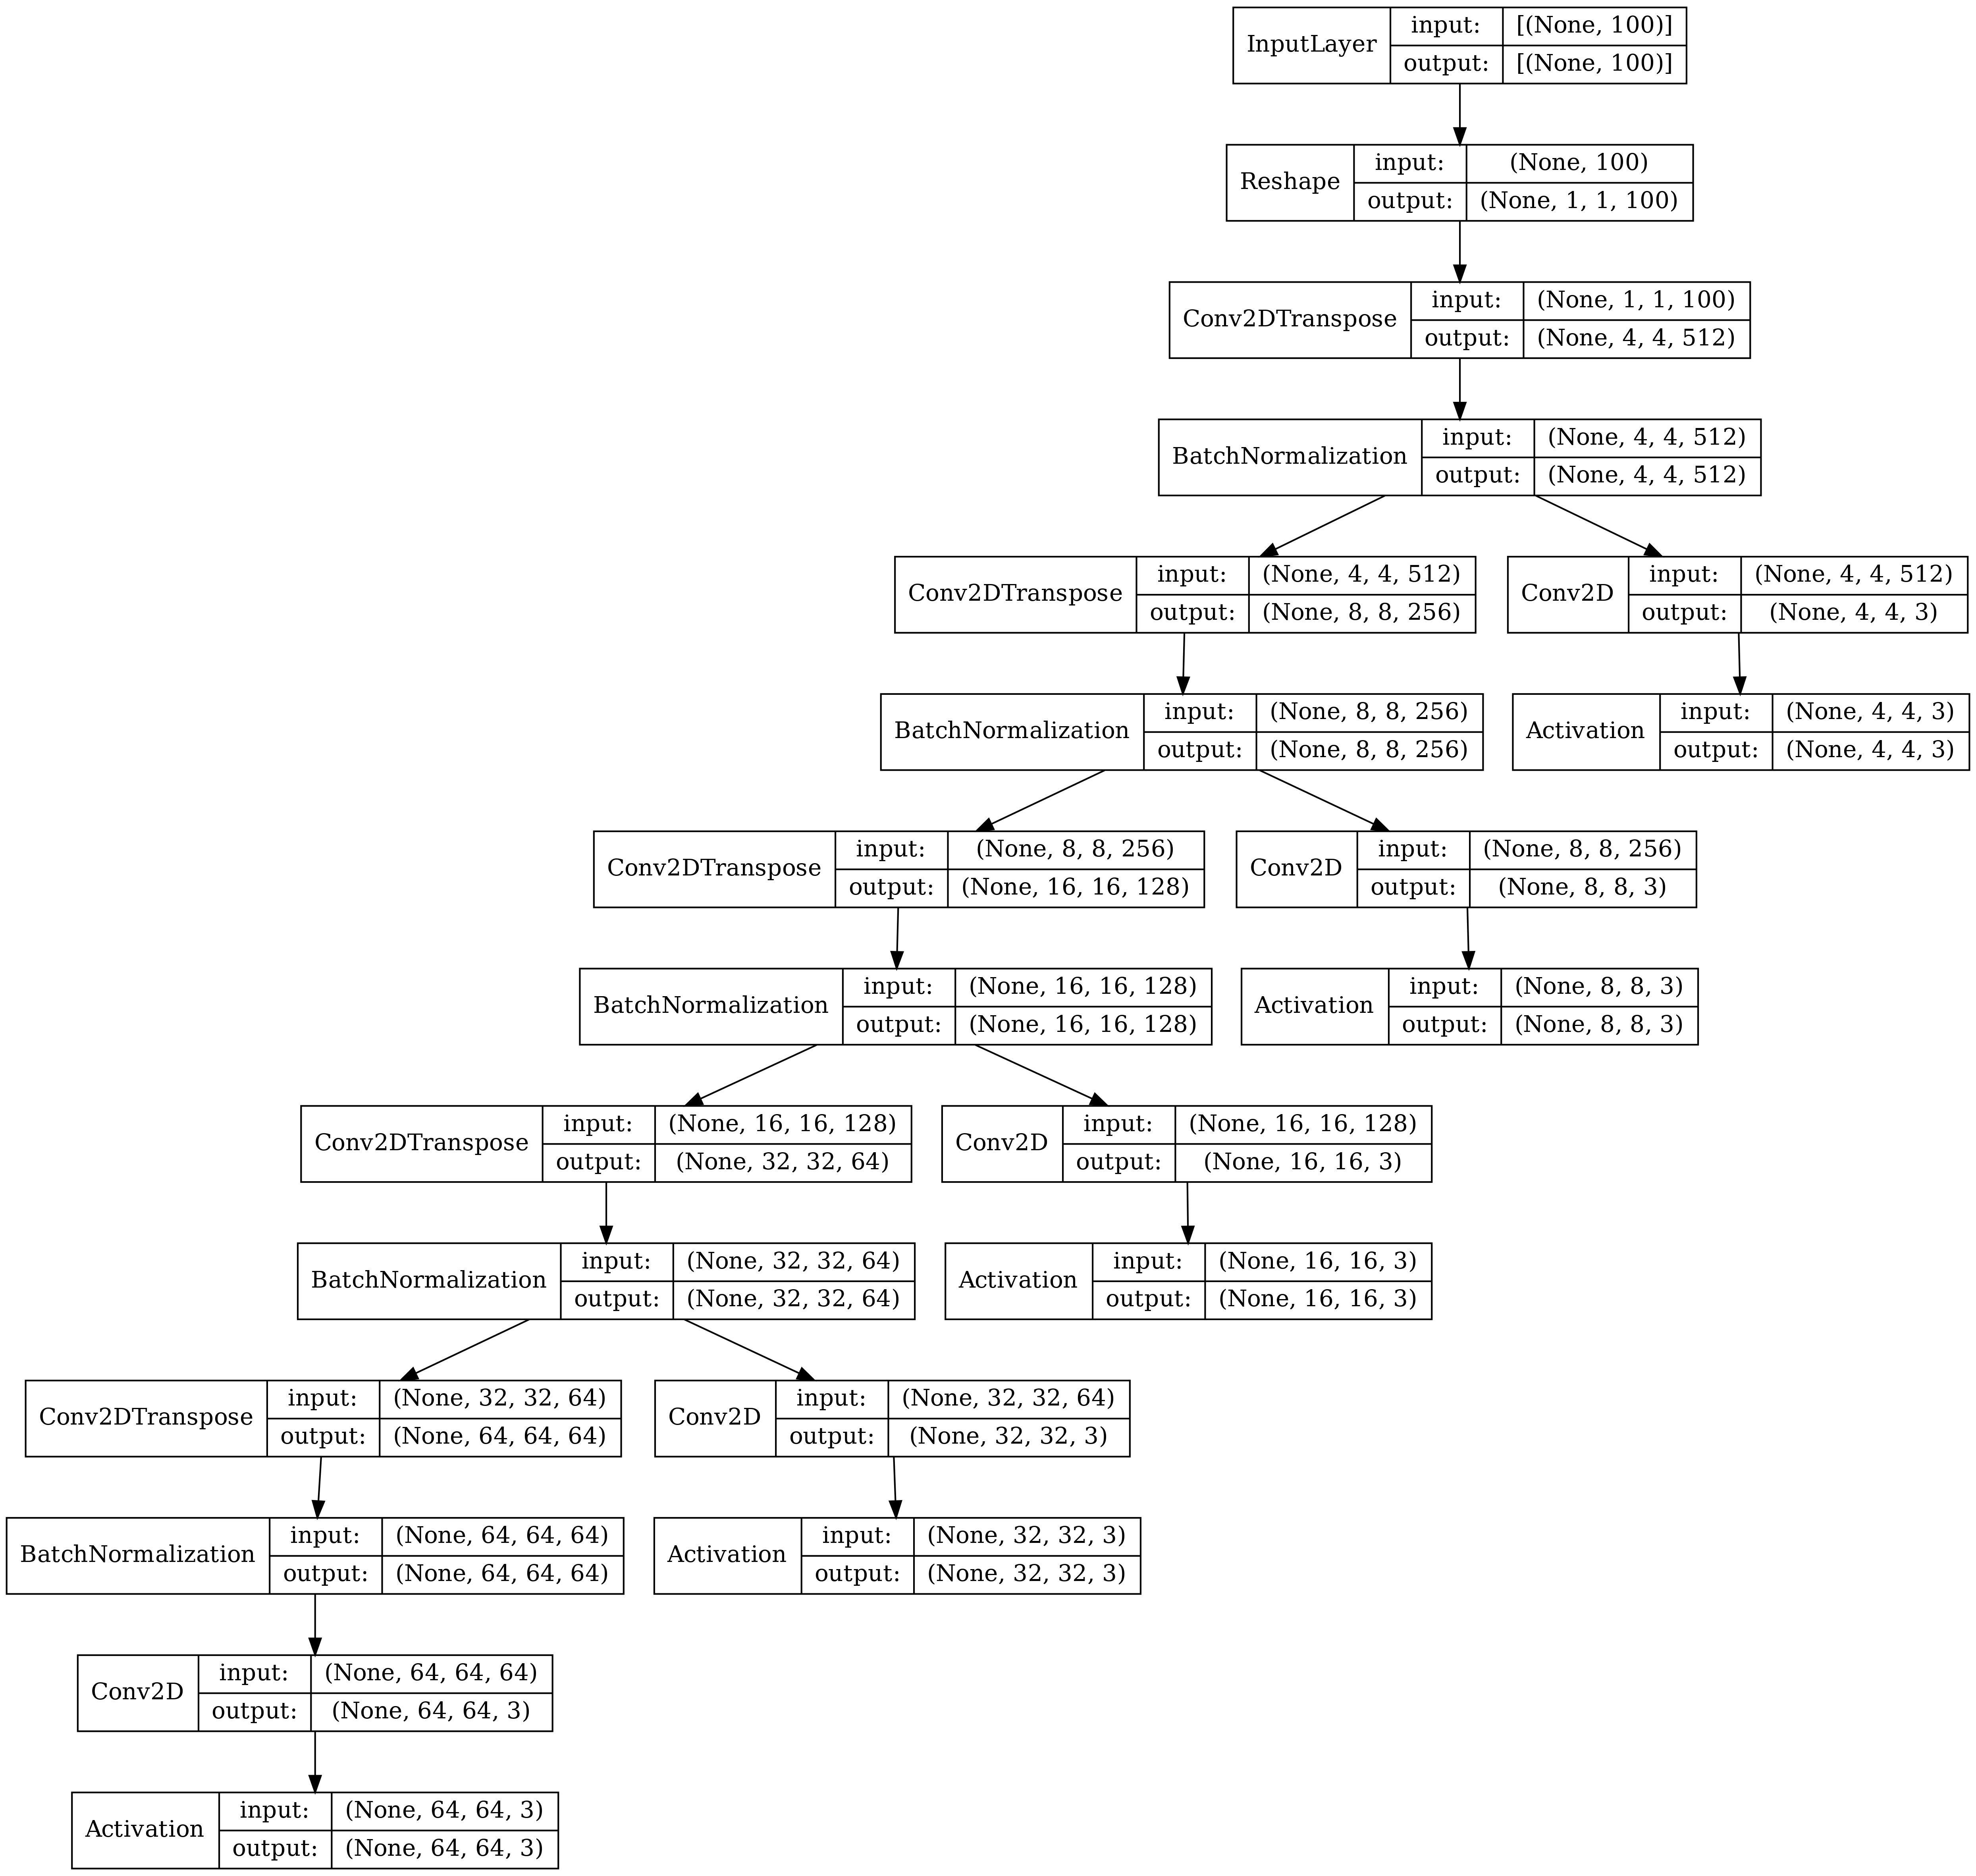 InputLayer input: [(None, 100)]
output: [(None, 100)]
Reshape input: (None, 100)
output: (None, 1, 1, 100)
Conv2DTranspose input: (None, 1, 1, 100)
output: (None, 4, 4, 512)
BatchNormalization input: (None, 4, 4, 512)
output: (None, 4, 4, 512)
Conv2DTranspose input: (None, 4, 4, 512)
output: (None, 8, 8, 256)
Conv2D input: (None, 4, 4, 512)
output: (None, 4, 4, 3)
BatchNormalization input: (None, 8, 8, 256)
output: (None, 8, 8, 256)
Activation input: (None, 4, 4, 3)
output: (None, 4, 4, 3)
Conv2DTranspose input: (None, 8, 8, 256)
output: (None, 16, 16, 128)
Conv2D input: (None, 8, 8, 256)
output: (None, 8, 8, 3)
BatchNormalization input: (None, 16, 16, 128)
output: (None, 16, 16, 128)
Activation input: (None, 8, 8, 3)
output: (None, 8, 8, 3)
Conv2DTranspose input: (None, 16, 16, 128)
output: (None, 32, 32, 64)
Conv2D input: (None, 16, 16, 128)
output: (None, 16, 16, 3)
BatchNormalization input: (None, 32, 32, 64)
output: (None, 32, 32, 64)
Activation input: (None, 16, 16, 3)
output: (None, 16, 16, 3)
Conv2DTranspose input: (None, 32, 32, 64)
output: (None, 64, 64, 64)
Conv2D input: (None, 32, 32, 64)
output: (None, 32, 32, 3)
BatchNormalization input: (None, 64, 64, 64)
output: (None, 64, 64, 64)
Activation input: (None, 32, 32, 3)
output: (None, 32, 32, 3)
Conv2D input: (None, 64, 64, 64)
output: (None, 64, 64, 3)
Activation input: (None, 64, 64, 3)
output: (None, 64, 64, 3)